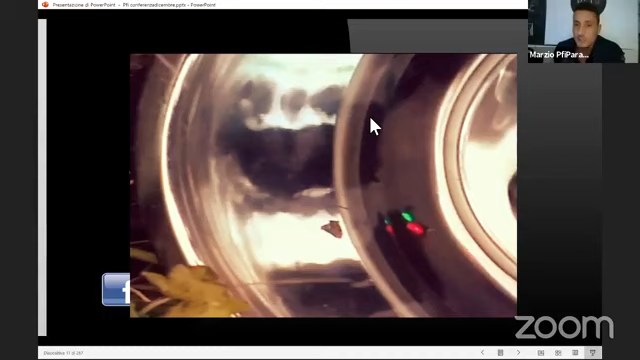 Presentazione di PowerPoint - Pfi conferenzadicembre.pptx - PowerPoint
Marzio PfiPara...
f
zoom